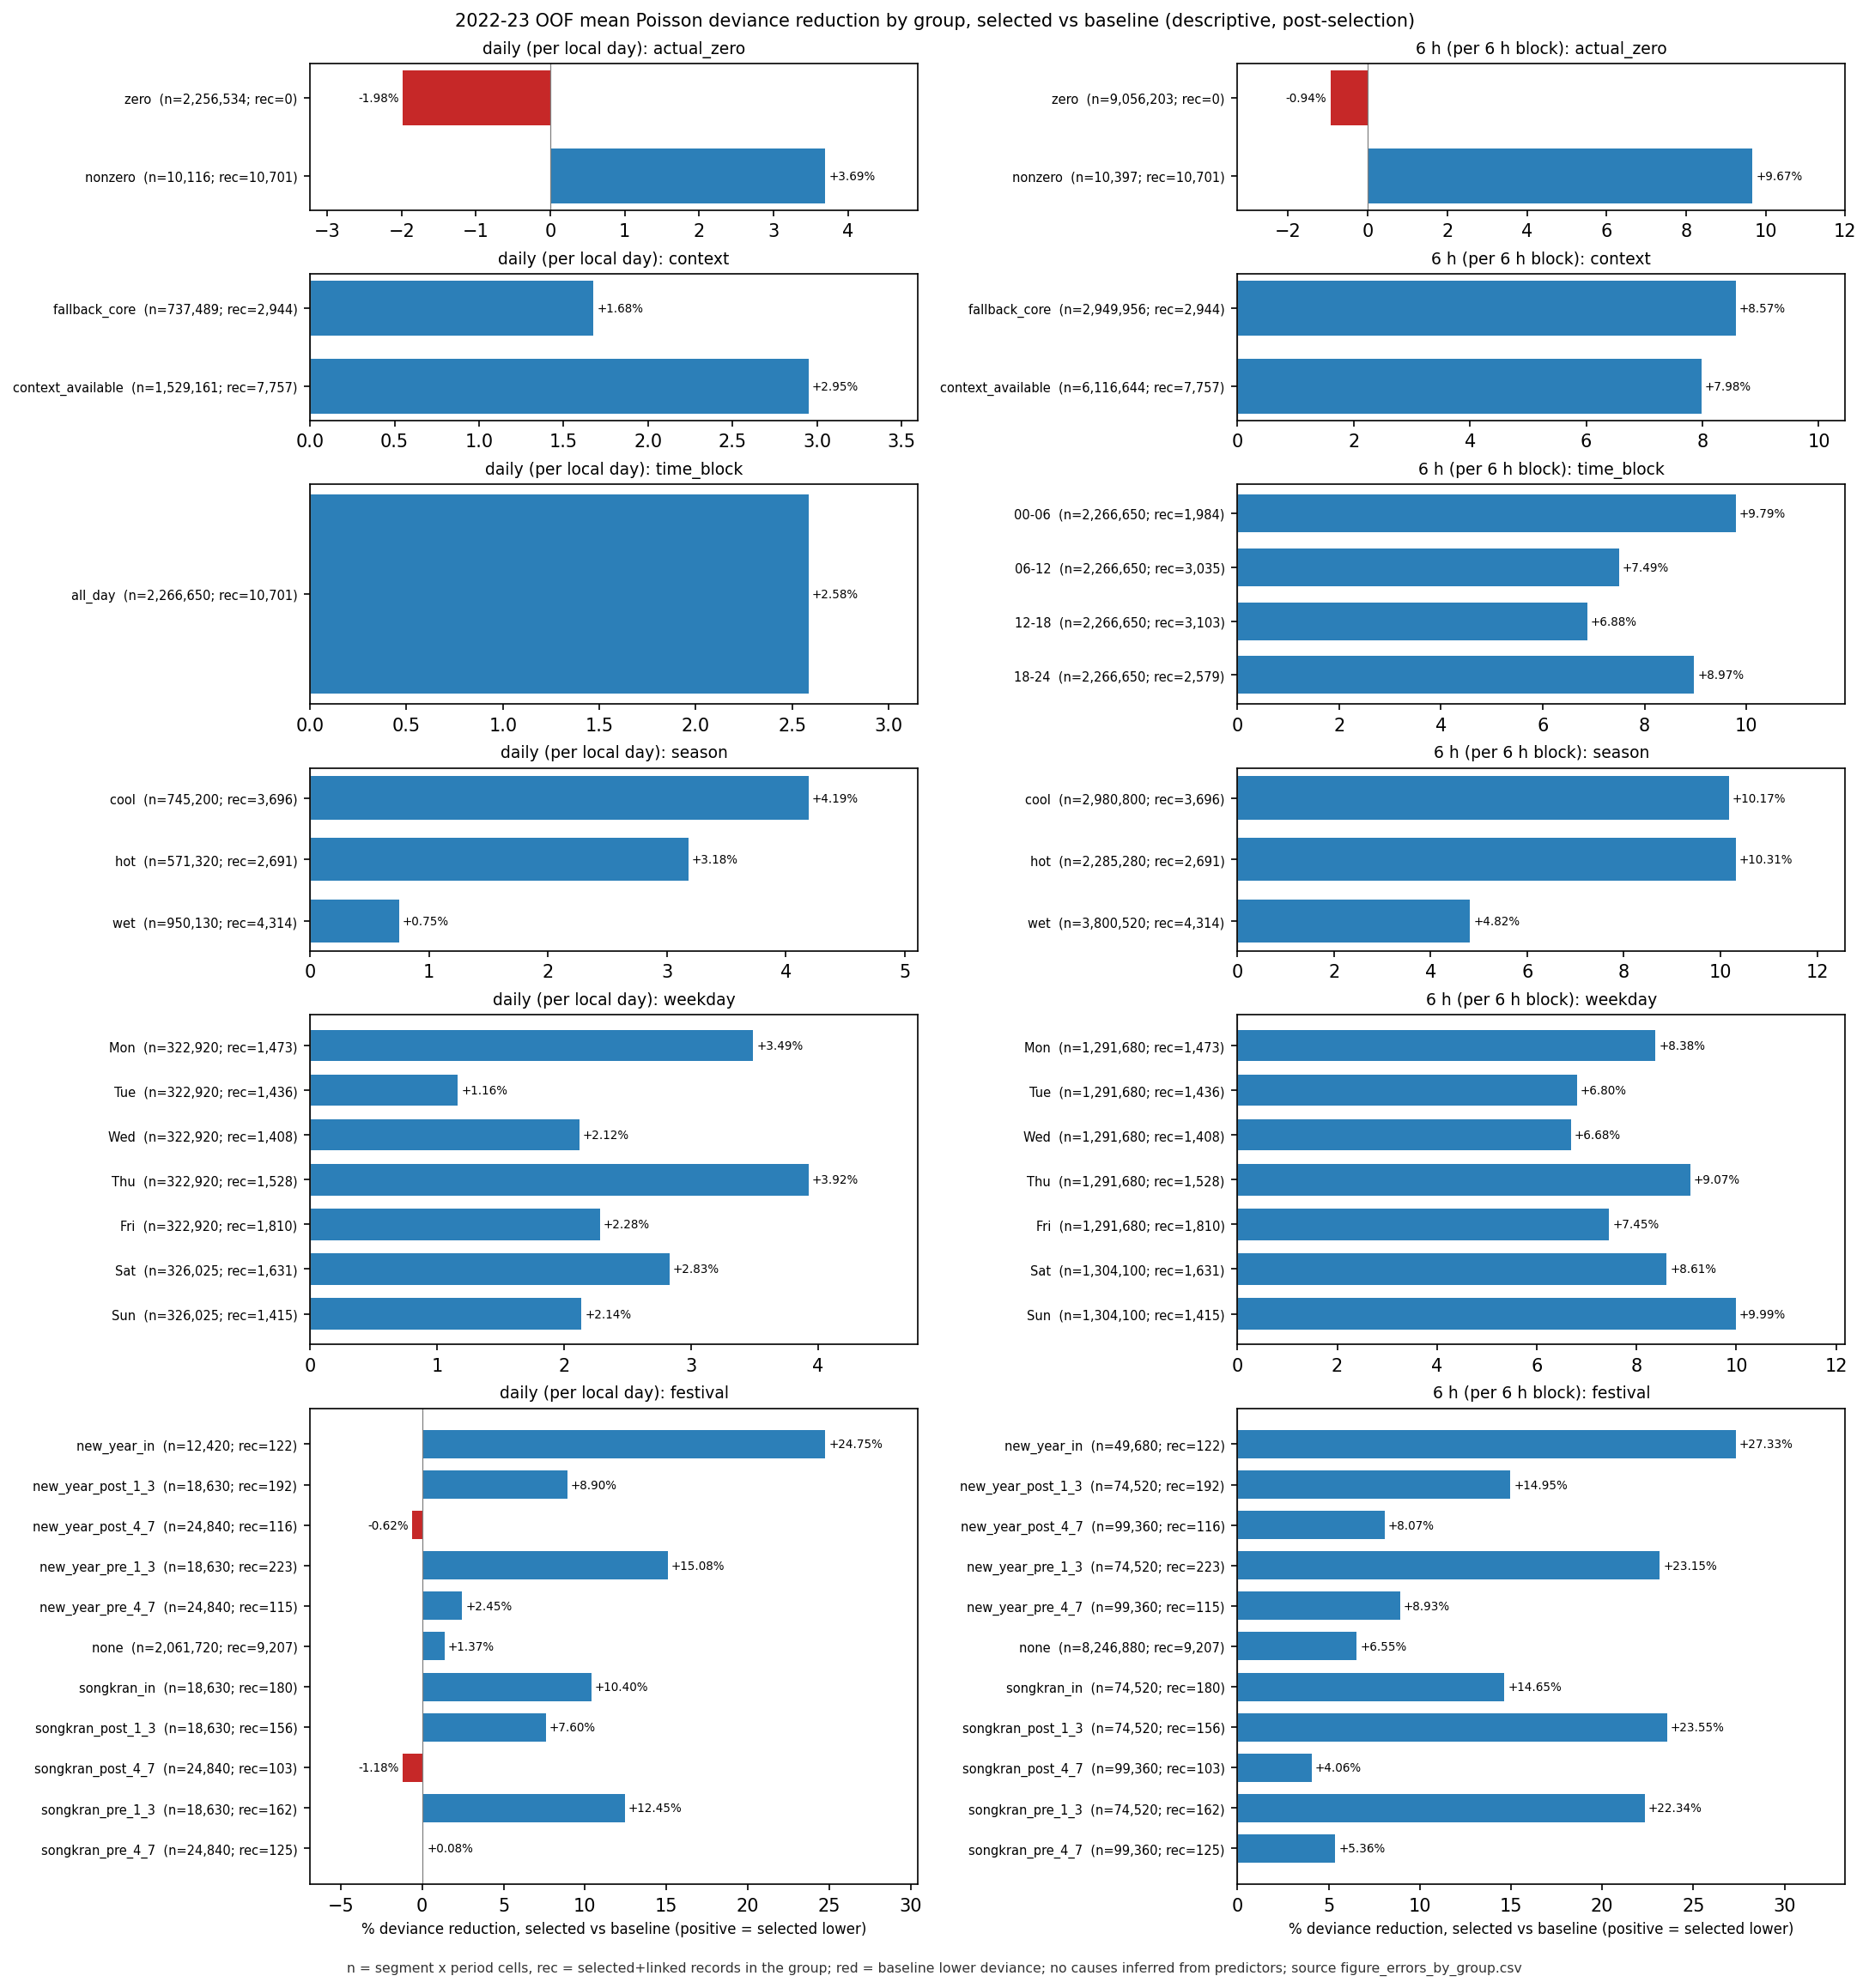 2022-23 OOF mean Poisson deviance reduction by group, selected vs baseline (descriptive, post-selection)
daily (per local day): actual_zero
zero (n=2,256,534; rec=0)
-1.98%
nonzero (n=10,116; rec=10,701)
+3.69%
−3 −2 −1 0 1 2 3 4
6 h (per 6 h block): actual_zero
zero (n=9,056,203; rec=0)
-0.94%
nonzero (n=10,397; rec=10,701)
+9.67%
−2 0 2 4 6 8 10 12
daily (per local day): context
fallback_core (n=737,489; rec=2,944)
+1.68%
context_available (n=1,529,161; rec=7,757)
+2.95%
0.0 0.5 1.0 1.5 2.0 2.5 3.0 3.5
6 h (per 6 h block): context
fallback_core (n=2,949,956; rec=2,944)
+8.57%
context_available (n=6,116,644; rec=7,757)
+7.98%
0 2 4 6 8 10
daily (per local day): time_block
all_day (n=2,266,650; rec=10,701)
+2.58%
0.0 0.5 1.0 1.5 2.0 2.5 3.0
6 h (per 6 h block): time_block
00-06 (n=2,266,650; rec=1,984)
+9.79%
06-12 (n=2,266,650; rec=3,035)
+7.49%
12-18 (n=2,266,650; rec=3,103)
+6.88%
18-24 (n=2,266,650; rec=2,579)
+8.97%
0 2 4 6 8 10
daily (per local day): season
cool (n=745,200; rec=3,696)
+4.19%
hot (n=571,320; rec=2,691)
+3.18%
wet (n=950,130; rec=4,314)
+0.75%
0 1 2 3 4 5
6 h (per 6 h block): season
cool (n=2,980,800; rec=3,696)
+10.17%
hot (n=2,285,280; rec=2,691)
+10.31%
wet (n=3,800,520; rec=4,314)
+4.82%
0 2 4 6 8 10 12
daily (per local day): weekday
Mon (n=322,920; rec=1,473)
+3.49%
Tue (n=322,920; rec=1,436)
+1.16%
Wed (n=322,920; rec=1,408)
+2.12%
Thu (n=322,920; rec=1,528)
+3.92%
Fri (n=322,920; rec=1,810)
+2.28%
Sat (n=326,025; rec=1,631)
+2.83%
Sun (n=326,025; rec=1,415)
+2.14%
0 1 2 3 4
6 h (per 6 h block): weekday
Mon (n=1,291,680; rec=1,473)
+8.38%
Tue (n=1,291,680; rec=1,436)
+6.80%
Wed (n=1,291,680; rec=1,408)
+6.68%
Thu (n=1,291,680; rec=1,528)
+9.07%
Fri (n=1,291,680; rec=1,810)
+7.45%
Sat (n=1,304,100; rec=1,631)
+8.61%
Sun (n=1,304,100; rec=1,415)
+9.99%
0 2 4 6 8 10 12
daily (per local day): festival
new_year_in (n=12,420; rec=122)
+24.75%
new_year_post_1_3 (n=18,630; rec=192)
+8.90%
new_year_post_4_7 (n=24,840; rec=116)
-0.62%
new_year_pre_1_3 (n=18,630; rec=223)
+15.08%
new_year_pre_4_7 (n=24,840; rec=115)
+2.45%
none (n=2,061,720; rec=9,207)
+1.37%
songkran_in (n=18,630; rec=180)
+10.40%
songkran_post_1_3 (n=18,630; rec=156)
+7.60%
songkran_post_4_7 (n=24,840; rec=103)
-1.18%
songkran_pre_1_3 (n=18,630; rec=162)
+12.45%
songkran_pre_4_7 (n=24,840; rec=125)
+0.08%
−5 0 5 10 15 20 25 30
% deviance reduction, selected vs baseline (positive = selected lower)
6 h (per 6 h block): festival
new_year_in (n=49,680; rec=122)
+27.33%
new_year_post_1_3 (n=74,520; rec=192)
+14.95%
new_year_post_4_7 (n=99,360; rec=116)
+8.07%
new_year_pre_1_3 (n=74,520; rec=223)
+23.15%
new_year_pre_4_7 (n=99,360; rec=115)
+8.93%
none (n=8,246,880; rec=9,207)
+6.55%
songkran_in (n=74,520; rec=180)
+14.65%
songkran_post_1_3 (n=74,520; rec=156)
+23.55%
songkran_post_4_7 (n=99,360; rec=103)
+4.06%
songkran_pre_1_3 (n=74,520; rec=162)
+22.34%
songkran_pre_4_7 (n=99,360; rec=125)
+5.36%
0 5 10 15 20 25 30
% deviance reduction, selected vs baseline (positive = selected lower)
n = segment x period cells, rec = selected+linked records in the group; red = baseline lower deviance; no causes inferred from predictors; source figure_errors_by_group.csv